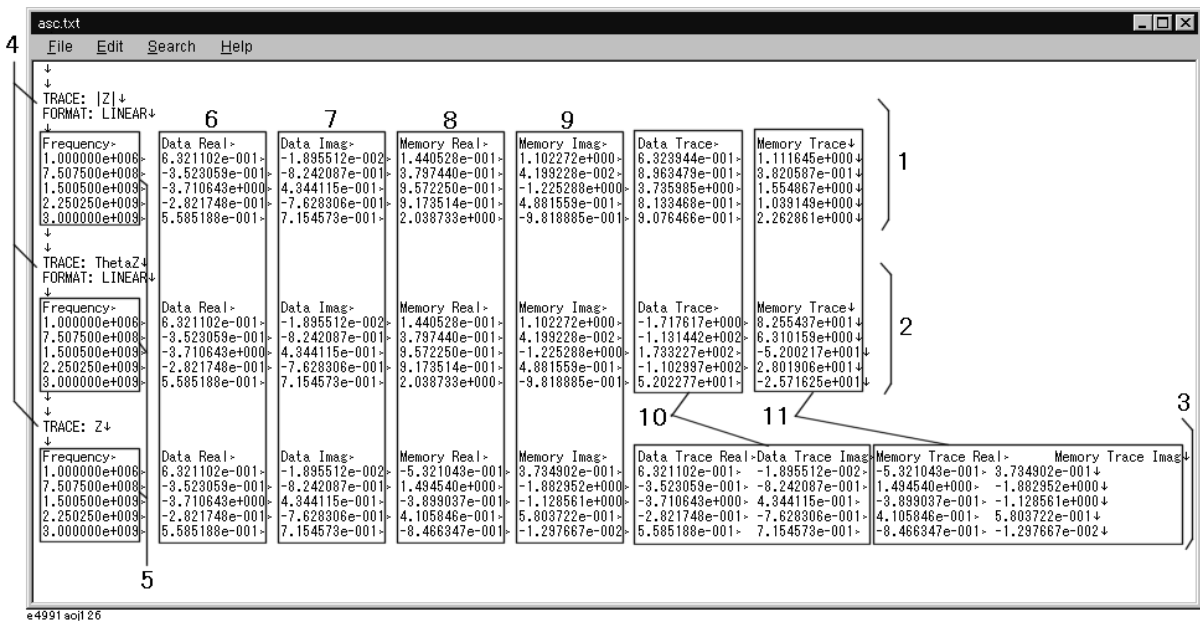 asc.txt
File Edit Search Help
4
↓
↓
TRACE: |Z|↓
FORMAT: LINEAR↓
↓
6 7 8 9
Frequency> Data Real> Data Imag> Memory Real> Memory Imag> Data Trace> Memory Trace↓
1.000000e+006> 6.321102e-001> -1.895512e-002> 1.440528e-001> 1.102272e+000> 6.323944e-001> 1.111645e+000↓
7.507500e+008> -3.523059e-001> -8.242087e-001> 3.797440e-001> 4.199228e-002> 8.963479e-001> 3.820587e-001↓
1.500500e+009> -3.710643e+000> 4.344115e-001> 9.572250e-001> -1.225288e+000> 3.735985e+000> 1.554867e+000↓
2.250250e+009> -2.821748e-001> -7.628306e-001> 9.173514e-001> 4.881559e-001> 8.133468e-001> 1.039149e+000↓
3.000000e+009> 5.585188e-001> 7.154573e-001> 2.038733e+000> -9.818885e-001> 9.076466e-001> 2.262861e+000↓
1
↓
↓
TRACE: ThetaZ↓
FORMAT: LINEAR↓
↓
Frequency> Data Real> Data Imag> Memory Real> Memory Imag> Data Trace> Memory Trace↓
1.000000e+006> 6.321102e-001> -1.895512e-002> 1.440528e-001> 1.102272e+000> -1.717617e+000> 8.255437e+001↓
7.507500e+008> -3.523059e-001> -8.242087e-001> 3.797440e-001> 4.199228e-002> -1.131442e+002> 6.310159e+000↓
1.500500e+009> -3.710643e+000> 4.344115e-001> 9.572250e-001> -1.225288e+000> 1.733227e+002> -5.200217e+001↓
2.250250e+009> -2.821748e-001> -7.628306e-001> 9.173514e-001> 4.881559e-001> -1.102997e+002> 2.801906e+001↓
3.000000e+009> 5.585188e-001> 7.154573e-001> 2.038733e+000> -9.818885e-001> 5.202277e+001> -2.571625e+001↓
2
↓
↓
TRACE: Z↓
↓
10 11 3
Frequency> Data Real> Data Imag> Memory Real> Memory Imag> Data Trace Real> Data Trace Imag> Memory Trace Real> Memory Trace Imag↓
1.000000e+006> 6.321102e-001> -1.895512e-002> -5.321043e-001> 3.734902e-001> 6.321102e-001> -1.895512e-002> -5.321043e-001> 3.734902e-001↓
7.507500e+008> -3.523059e-001> -8.242087e-001> 1.494540e+000> -1.882952e+000> -3.523059e-001> -8.242087e-001> 1.494540e+000> -1.882952e+000↓
1.500500e+009> -3.710643e+000> 4.344115e-001> -3.899037e-001> -1.128561e+000> -3.710643e+000> 4.344115e-001> -3.899037e-001> -1.128561e+000↓
2.250250e+009> -2.821748e-001> -7.628306e-001> 4.105846e-001> 5.803722e-001> -2.821748e-001> -7.628306e-001> 4.105846e-001> 5.803722e-001↓
3.000000e+009> 5.585188e-001> 7.154573e-001> -8.466347e-001> -1.297667e-002> 5.585188e-001> 7.154573e-001> -8.466347e-001> -1.297667e-002↓
5
e4991aoj126